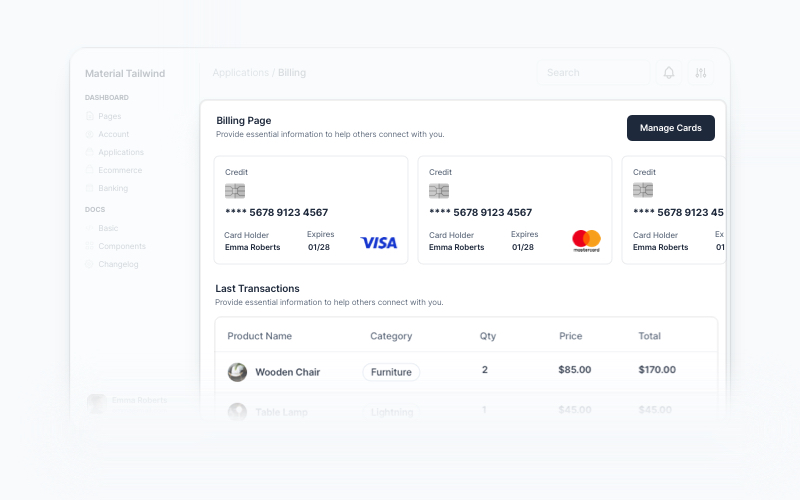 Material Tailwind
Applications / Billing
Search
DASHBOARD
Pages
Account
Applications
Ecommerce
Banking
DOCS
Basic
Components
Changelog
Emma Roberts
Billing Page
Provide essential information to help others connect with you.
Manage Cards
Credit
**** 5678 9123 4567
Card Holder Expires
Emma Roberts 01/28
VISA
Credit
**** 5678 9123 4567
Card Holder Expires
Emma Roberts 01/28
mastercard
Credit
**** 5678 9123 45
Card Holder Ex
Emma Roberts 01
Last Transactions
Provide essential information to help others connect with you.
Product Name Category Qty Price Total
Wooden Chair Furniture 2 $85.00 $170.00
Table Lamp Lightning 1 $45.00 $45.00